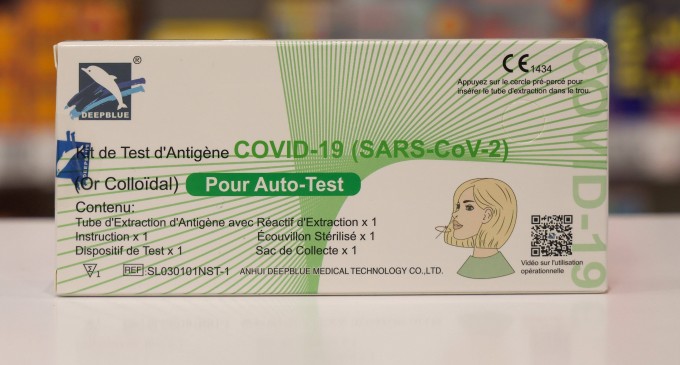 ®
DEEPBLUE
CE 1434
Appuyez sur le cercle pré-percé pour
insérer le tube d'extraction dans le trou.
Kit de Test d'Antigène COVID-19 (SARS-CoV-2)
(Or Colloïdal) Pour Auto-Test
Contenu:
Tube d'Extraction d'Antigène avec Réactif d'Extraction x 1
Instruction x 1 Écouvillon Stérilisé x 1
Dispositif de Test x 1 Sac de Collecte x 1
1 REF: SL030101NST-1 ANHUI DEEPBLUE MEDICAL TECHNOLOGY CO.,LTD.
Vidéo sur l'utilisation
opérationnelle
COVID-19